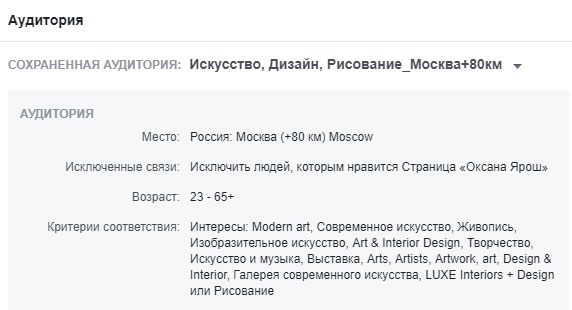 Аудитория
СОХРАНЕННАЯ АУДИТОРИЯ: Искусство, Дизайн, Рисование_Москва+80км
АУДИТОРИЯ
Место: Россия: Москва (+80 км) Moscow
Исключенные связи: Исключить людей, которым нравится Страница «Оксана Ярош»
Возраст: 23 - 65+
Критерии соответствия: Интересы: Modern art, Современное искусство, Живопись,
Изобразительное искусство, Art & Interior Design, Творчество,
Искусство и музыка, Выставка, Arts, Artists, Artwork, art, Design &
Interior, Галерея современного искусства, LUXE Interiors + Design
или Рисование